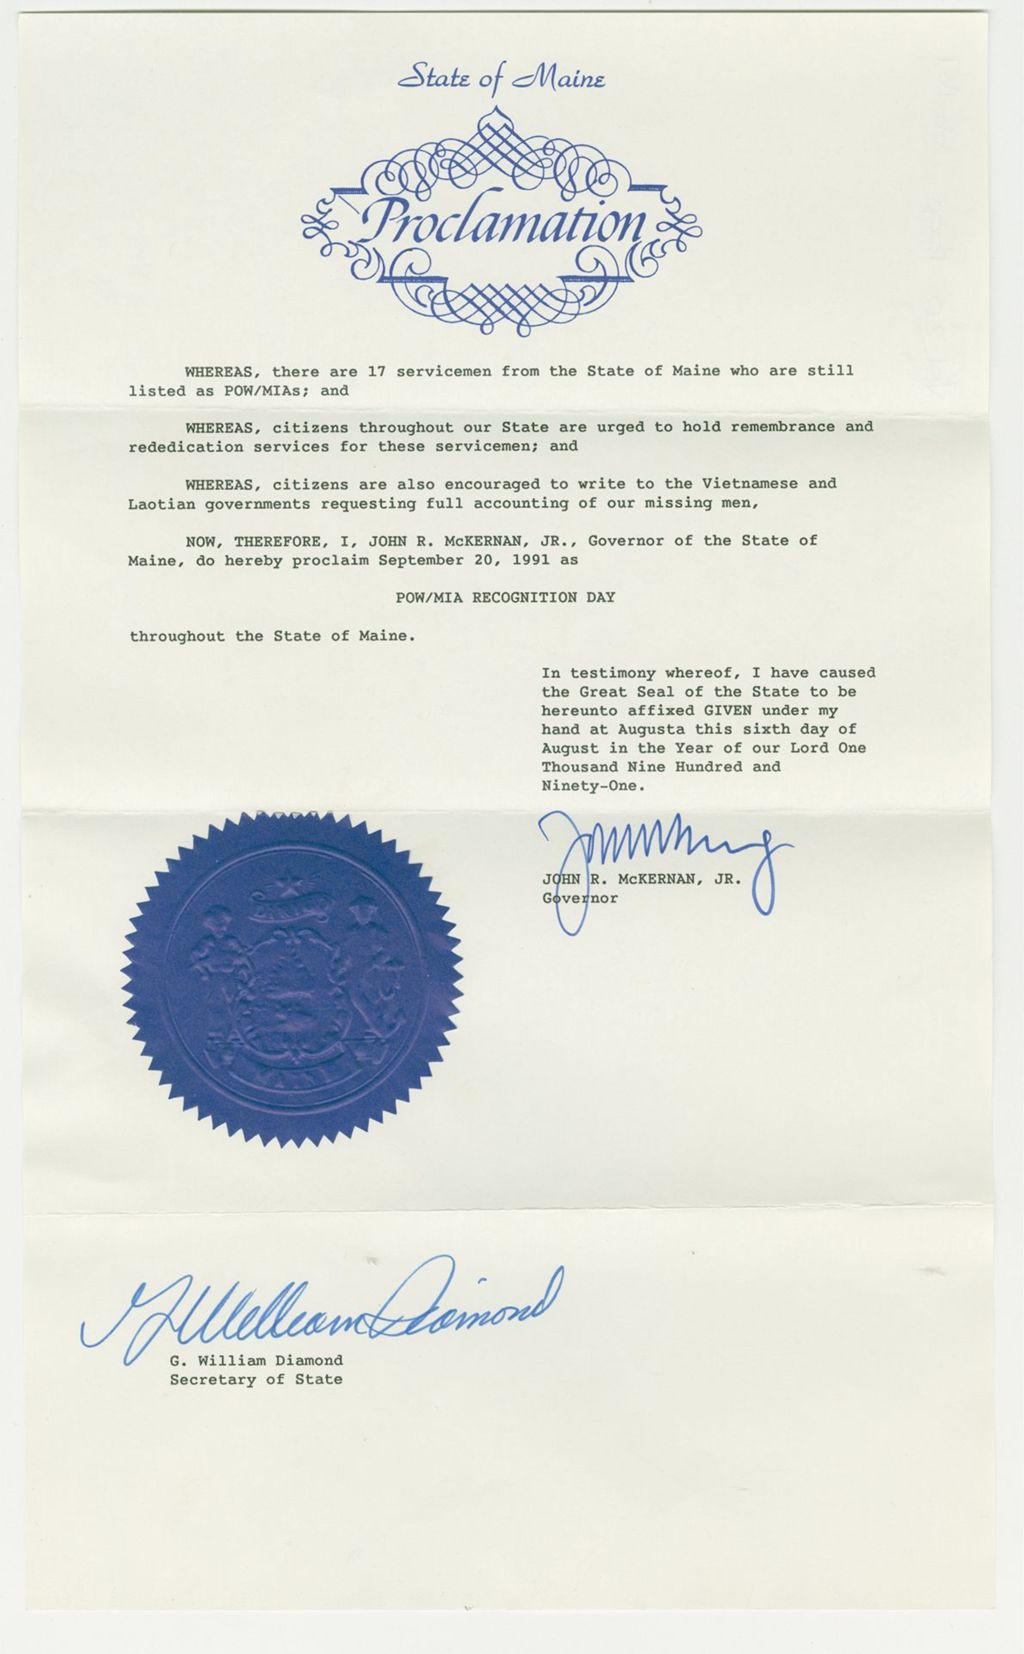 State of Maine
Proclamation
WHEREAS, there are 17 servicemen from the State of Maine who are still
listed as POW/MIAs; and
WHEREAS, citizens throughout our State are urged to hold remembrance and
rededication services for these servicemen; and
WHEREAS, citizens are also encouraged to write to the Vietnamese and
Laotian governments requesting full accounting of our missing men,
NOW, THEREFORE, I, JOHN R. McKERNAN, JR., Governor of the State of
Maine, do hereby proclaim September 20, 1991 as
POW/MIA RECOGNITION DAY
throughout the State of Maine.
In testimony whereof, I have caused
the Great Seal of the State to be
hereunto affixed GIVEN under my
hand at Augusta this sixth day of
August in the Year of our Lord One
Thousand Nine Hundred and
Ninety-One.
JOHN R. McKERNAN, JR.
Governor
MAINE
G William Diamond
G. William Diamond
Secretary of State